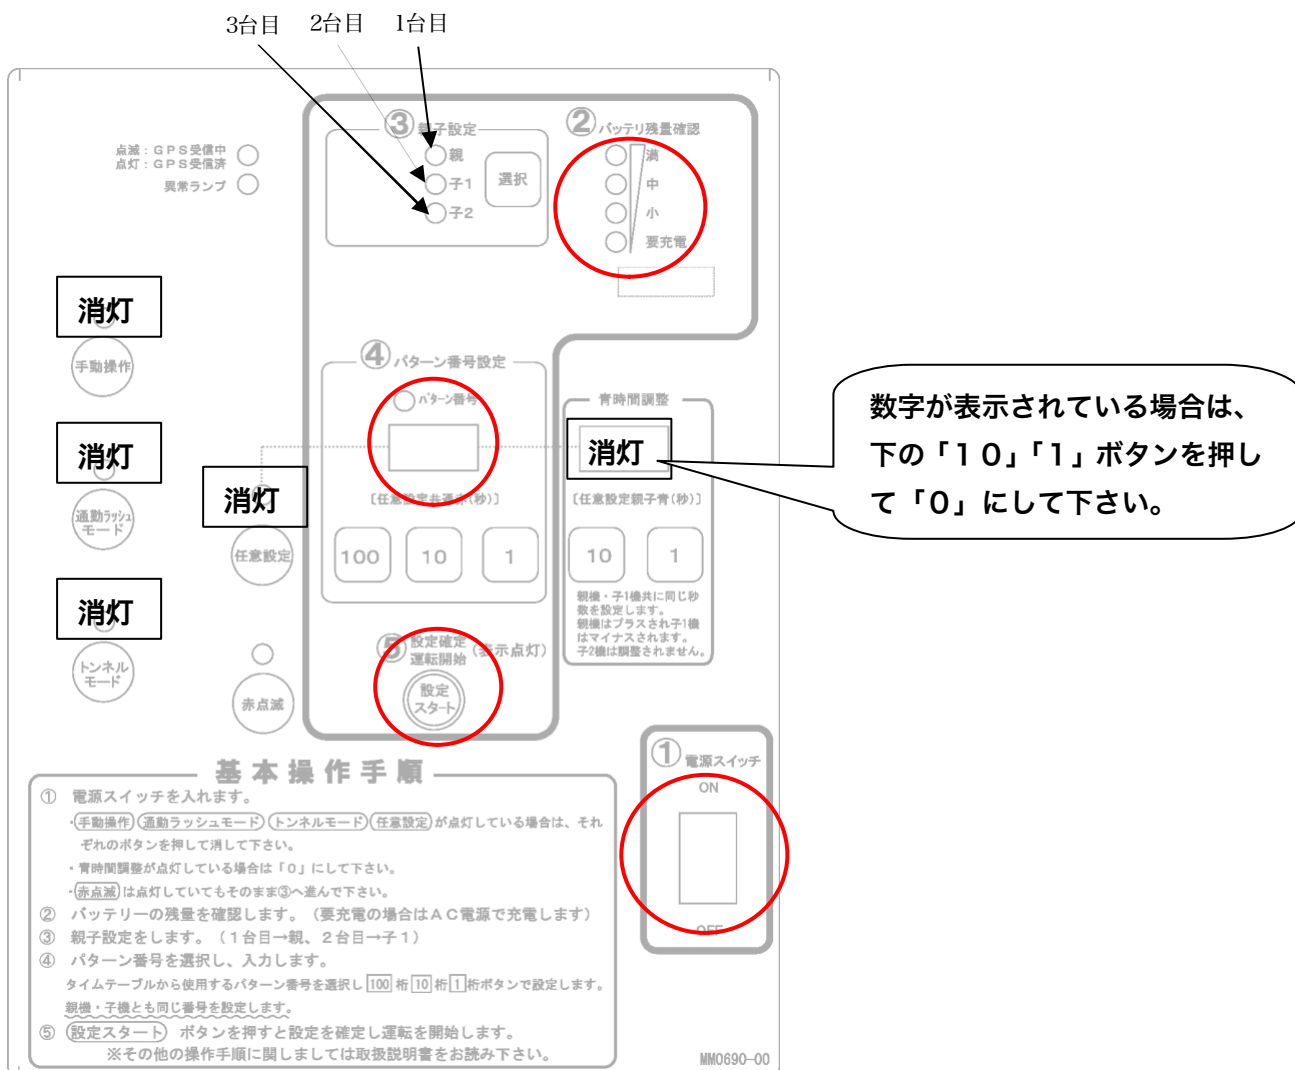 3台目 2台目 1台目
点滅：ＧＰＳ受信中
点灯：ＧＰＳ受信済
異常ランプ
③ 親子設定
親
子1
子2
選択
② バッテリ残量確認
満
中
小
要充電
消灯
手動操作
消灯
通勤ラッシュ
モード
消灯
任意設定
消灯
トンネル
モード
赤点滅
④ パターン番号設定
パターン番号
〔任意設定共通赤(秒)〕
100 10 1
青時間調整
消灯
〔任意設定親子青(秒)〕
10 1
親機・子1機共に同じ秒
数を設定します。
親機はプラスされ子1機
はマイナスされます。
子2機は調整されません。
数字が表示されている場合は、
下の「１０」「１」ボタンを押し
て「０」にして下さい。
⑤ 設定確定 (表示点灯)
運転開始
設定
スタート
① 電源スイッチ
ON
OFF
基本操作手順
① 電源スイッチを入れます。
・手動操作 通勤ラッシュモード トンネルモード 任意設定 が点灯している場合は、それ
ぞれのボタンを押して消して下さい。
・青時間調整が点灯している場合は「０」にして下さい。
・赤点滅 は点灯していてもそのまま③へ進んで下さい。
② バッテリーの残量を確認します。（要充電の場合はＡＣ電源で充電します）
③ 親子設定をします。（１台目→親、２台目→子１）
④ パターン番号を選択し、入力します。
タイムテーブルから使用するパターン番号を選択し 100 桁 10 桁 1 桁ボタンで設定します。
親機・子機とも同じ番号を設定します。
⑤ 設定スタート ボタンを押すと設定を確定し運転を開始します。
※その他の操作手順に関しましては取扱説明書をお読み下さい。
MM0690-00